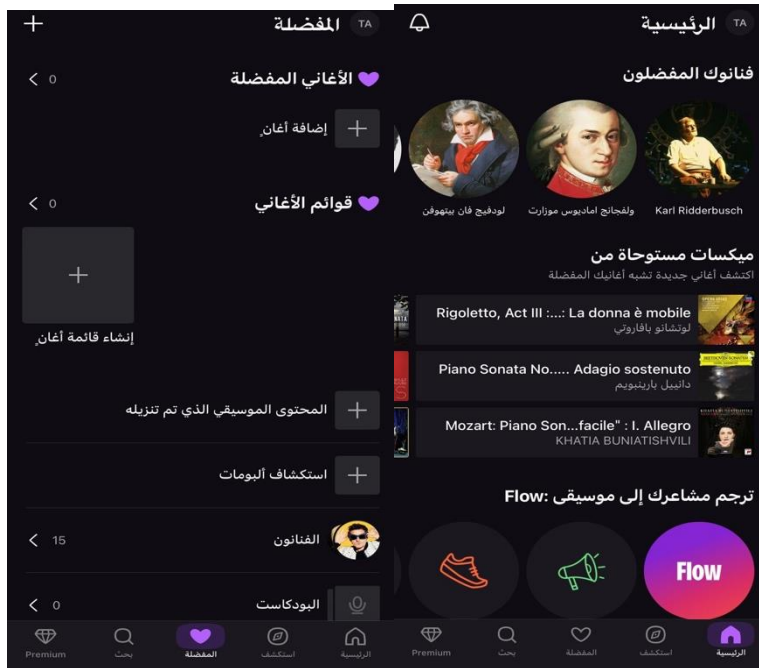 TA
الرئيسية
فنانوك المفضلون
Karl Ridderbusch
ولفجانج اماديوس موزارت
لودفيج فان بيتهوفن
ميكسات مستوحاة من
اكتشف أغاني جديدة تشبه أغانيك المفضلة
Rigoletto, Act III :...: La donna è mobile
لوتشانو بافاروتي
Piano Sonata No..... Adagio sostenuto
دانييل بارينبويم
Mozart: Piano Son...facile" : I. Allegro
KHATIA BUNIATISHVILI
ترجم مشاعرك إلى موسيقى :Flow
Flow
الرئيسية
استكشف
المفضلة
بحث
Premium
TA
المفضلة
الأغاني المفضلة
0
إضافة أغانٍ
قوائم الأغاني
0
إنشاء قائمة أغانٍ
المحتوى الموسيقي الذي تم تنزيله
استكشاف ألبومات
الفنانون
15
البودكاست
0
الرئيسية
استكشف
المفضلة
بحث
Premium